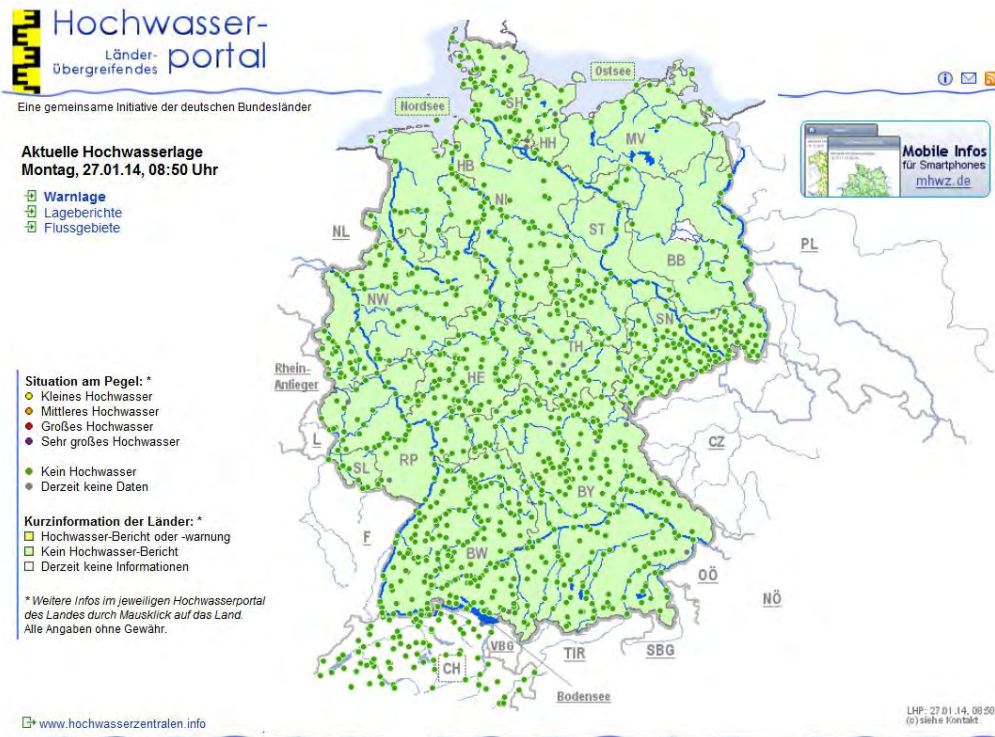 Hochwasser-
Länder-
übergreifendes portal
Eine gemeinsame Initiative der deutschen Bundesländer
Aktuelle Hochwasserlage
Montag, 27.01.14, 08:50 Uhr
Warnlage
Lageberichte
Flussgebiete
Mobile Infos
für Smartphones
mhwz.de
Ostsee
Nordsee
SH
HH
MV
HB
NI
ST
BB
NL
PL
NW
SN
TH
HE
Rhein-
Anlieger
L
RP
SL
CZ
BY
F
BW
OÖ
NÖ
VBG
TIR
SBG
CH
Bodensee
Situation am Pegel: *
Kleines Hochwasser
Mittleres Hochwasser
Großes Hochwasser
Sehr großes Hochwasser
Kein Hochwasser
Derzeit keine Daten
Kurzinformation der Länder: *
Hochwasser-Bericht oder -warnung
Kein Hochwasser-Bericht
Derzeit keine Informationen
* Weitere Infos im jeweiligen Hochwasserportal
des Landes durch Mausklick auf das Land.
Alle Angaben ohne Gewähr.
www.hochwasserzentralen.info
LHP: 27.01.14, 08:50
(c) siehe Kontakt